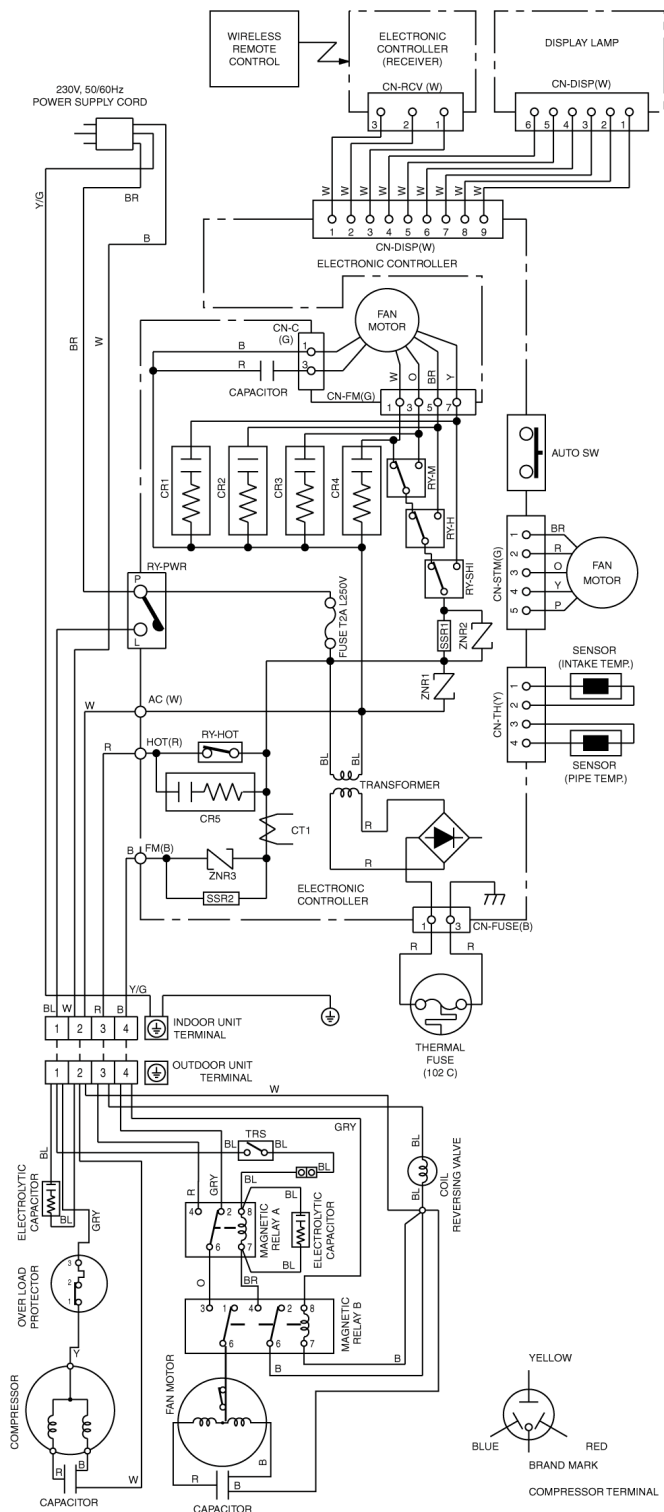 WIRELESS
REMOTE
CONTROL
ELECTRONIC
CONTROLLER
(RECEIVER)
DISPLAY LAMP
CN-RCV (W)
CN-DISP(W)
3 2 1
6 5 4 3 2 1
230V, 50/60Hz
POWER SUPPLY CORD
Y/G
BR
B
W W W W W W W W W
1 2 3 4 5 6 7 8 9
CN-DISP(W)
ELECTRONIC CONTROLLER
BR
W
FAN
MOTOR
CN-C
(G)
B
1
R
3
CAPACITOR
W O BR Y
CN-FM(G)
1 3 5 7
AUTO SW
CR1
CR2
CR3
CR4
RY-M
RY-H
RY-SHI
CN-STM(G)
1 BR
2 R
3 O
4 Y
5 P
FAN
MOTOR
RY-PWR
P
L
FUSE T2A L250V
SSR1
ZNR2
ZNR1
SENSOR
(INTAKE TEMP.)
CN-TH(Y)
1
2
3
4
SENSOR
(PIPE TEMP.)
W
AC (W)
R
HOT(R)
RY-HOT
CR5
BL
BL
TRANSFORMER
R
R
CT1
B
FM(B)
ZNR3
SSR2
ELECTRONIC
CONTROLLER
1 3
CN-FUSE(B)
R R
THERMAL
FUSE
(102 C)
Y/G
BL W R B
1 2 3 4
INDOOR UNIT
TERMINAL
1 2 3 4
OUTDOOR UNIT
TERMINAL
W
TRS
BL BL
GRY
BL
BL
COIL
REVERSING VALVE
BL
ELECTROLYTIC
CAPACITOR
BL
BL
GRY
R
GRY
BL
BL
4 2 8
6 7
MAGNETIC
RELAY A
ELECTROLYTIC
CAPACITOR
BL
OVER LOAD
PROTECTOR
3
2
1
O
BR
3 1 4 2 8
6 6 7
MAGNETIC
RELAY B
B
B
Y
COMPRESSOR
FAN MOTOR
R
B
W
CAPACITOR
R
B
B
CAPACITOR
YELLOW
BLUE
RED
BRAND MARK
COMPRESSOR TERMINAL